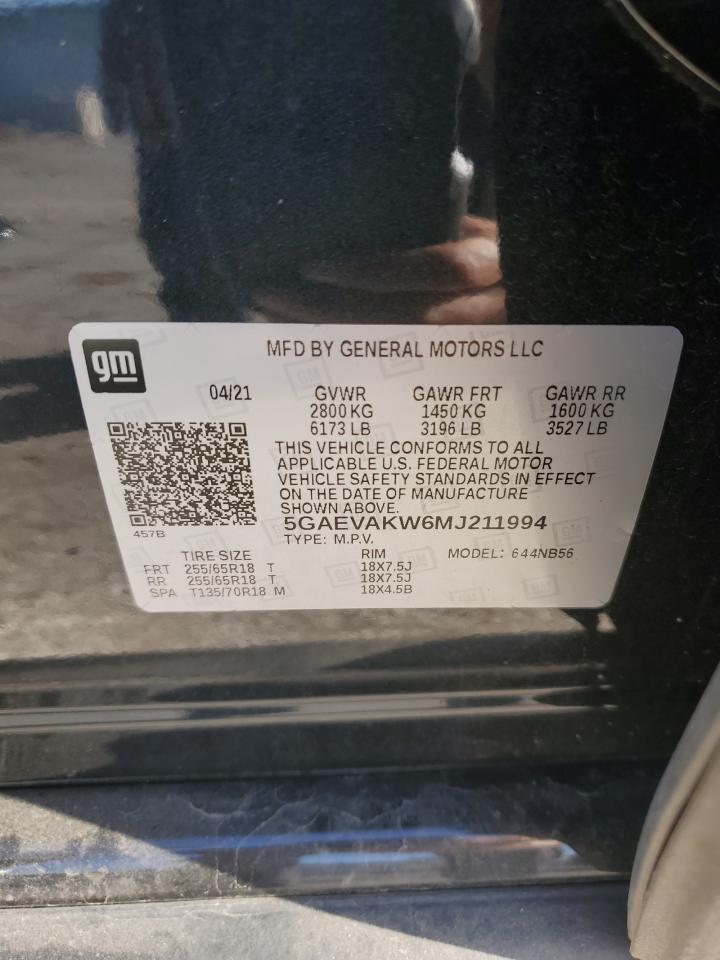 gm
MFD BY GENERAL MOTORS LLC
04/21 GVWR GAWR FRT GAWR RR
2800 KG 1450 KG 1600 KG
6173 LB 3196 LB 3527 LB
THIS VEHICLE CONFORMS TO ALL
APPLICABLE U.S. FEDERAL MOTOR
VEHICLE SAFETY STANDARDS IN EFFECT
ON THE DATE OF MANUFACTURE
SHOWN ABOVE.
5GAEVAKW6MJ211994
457B
TYPE: M.P.V.
TIRE SIZE RIM MODEL: 644NB56
FRT 255/65R18 T 18X7.5J
RR 255/65R18 T 18X7.5J
SPA T135/70R18 M 18X4.5B